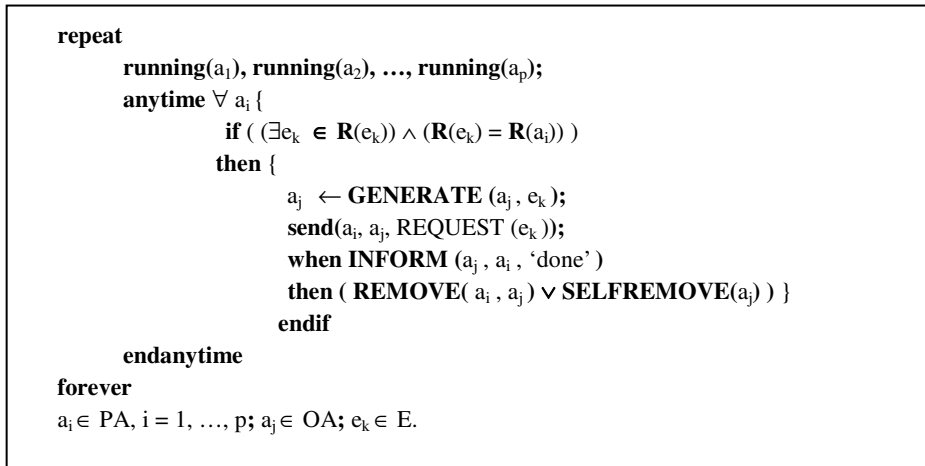 repeat
running(a₁), running(a₂), …, running(aₚ);
anytime ∀ aᵢ {
if ( (∃eₖ ∈ R(eₖ)) ∧ (R(eₖ) = R(aᵢ)) )
then {
aⱼ ← GENERATE (aⱼ , eₖ );
send(aᵢ, aⱼ, REQUEST (eₖ ));
when INFORM (aⱼ , aᵢ , ‘done’ )
then ( REMOVE( aᵢ , aⱼ ) ∨ SELFREMOVE(aⱼ) ) }
endif
endanytime
forever
aᵢ ∈ PA, i = 1, …, p; aⱼ ∈ OA; eₖ ∈ E.